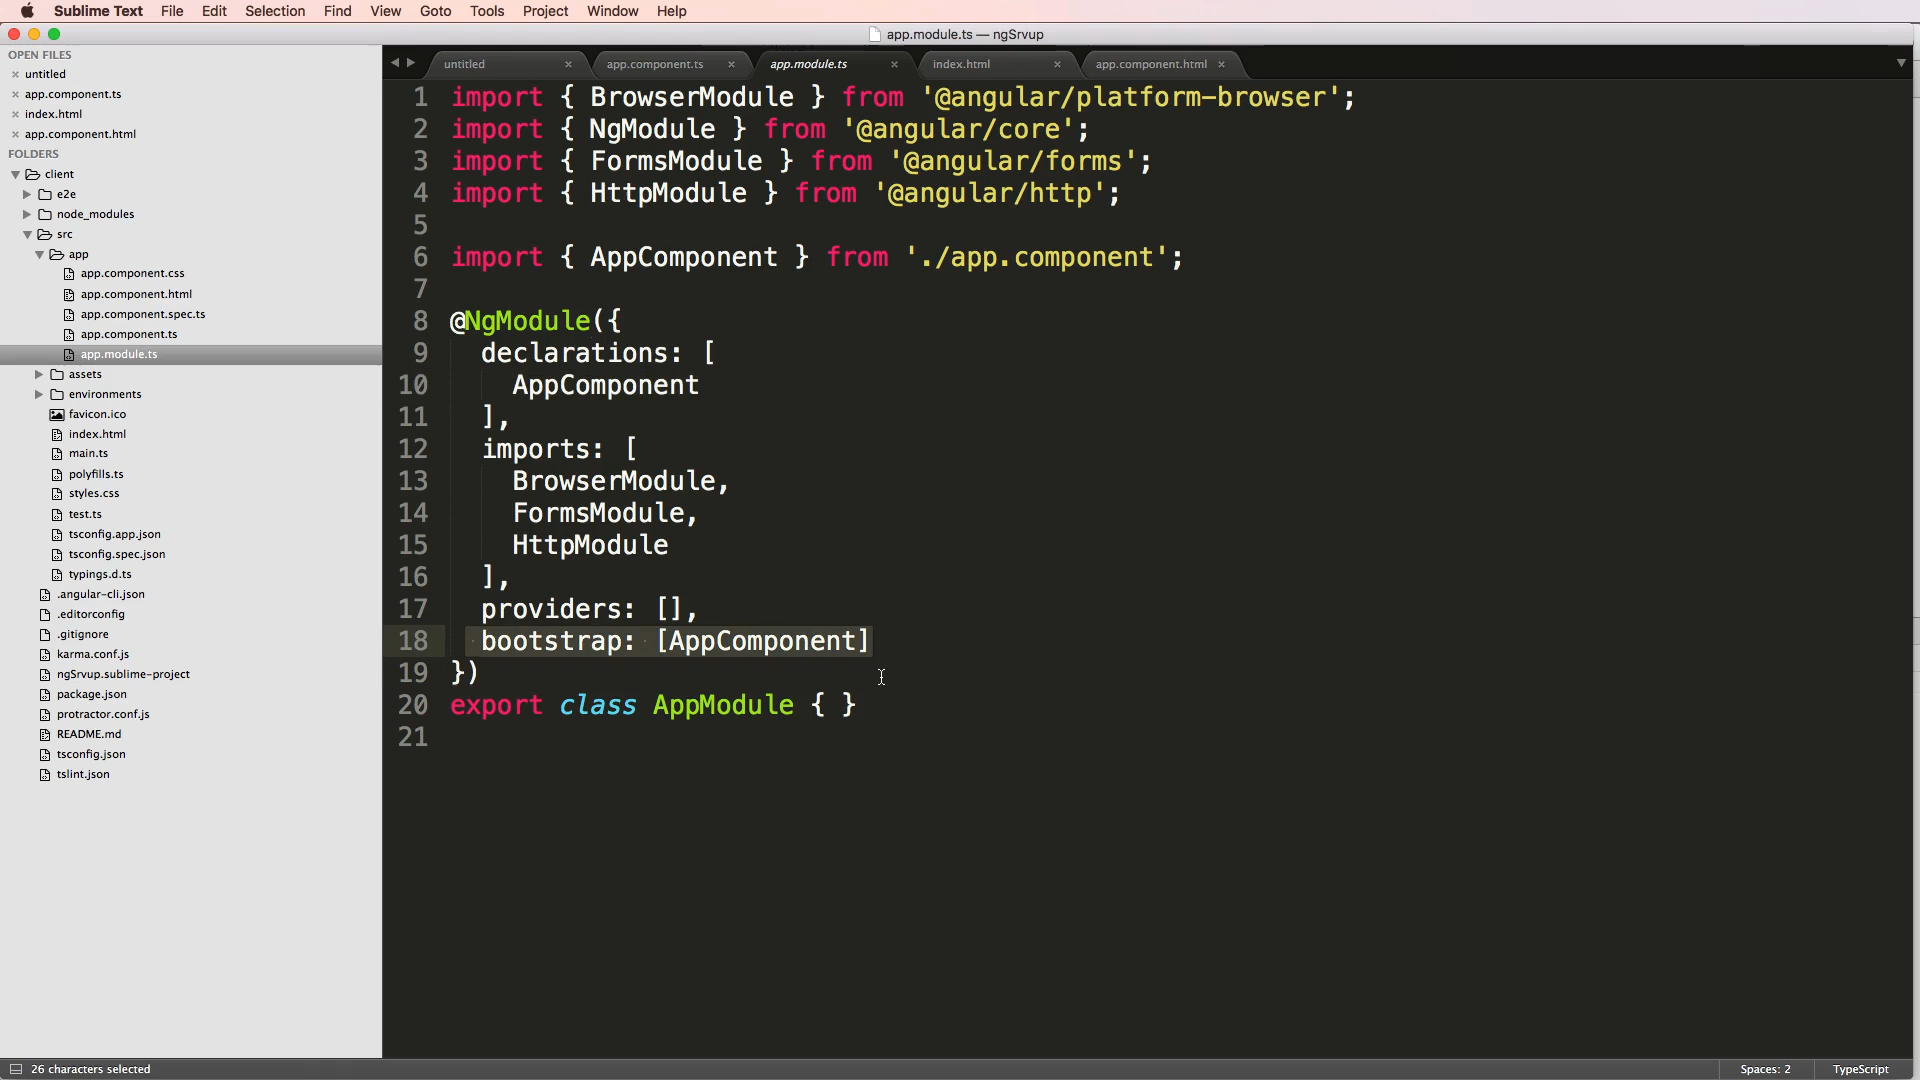 Sublime Text File Edit Selection Find View Goto Tools Project Window Help
app.module.ts — ngSrvup
OPEN FILES
untitled
app.component.ts
index.html
app.component.html
FOLDERS
client
e2e
node_modules
src
app
app.component.css
app.component.html
app.component.spec.ts
app.component.ts
app.module.ts
assets
environments
favicon.ico
index.html
main.ts
polyfills.ts
styles.css
test.ts
tsconfig.app.json
tsconfig.spec.json
typings.d.ts
.angular-cli.json
.editorconfig
.gitignore
karma.conf.js
ngSrvup.sublime-project
package.json
protractor.conf.js
README.md
tsconfig.json
tslint.json
untitled app.component.ts app.module.ts index.html app.component.html
1 import { BrowserModule } from '@angular/platform-browser';
2 import { NgModule } from '@angular/core';
3 import { FormsModule } from '@angular/forms';
4 import { HttpModule } from '@angular/http';
5
6 import { AppComponent } from './app.component';
7
8 @NgModule({
9 declarations: [
10 AppComponent
11 ],
12 imports: [
13 BrowserModule,
14 FormsModule,
15 HttpModule
16 ],
17 providers: [],
18 bootstrap: [AppComponent]
19 })
20 export class AppModule { }
21
26 characters selected Spaces: 2 TypeScript